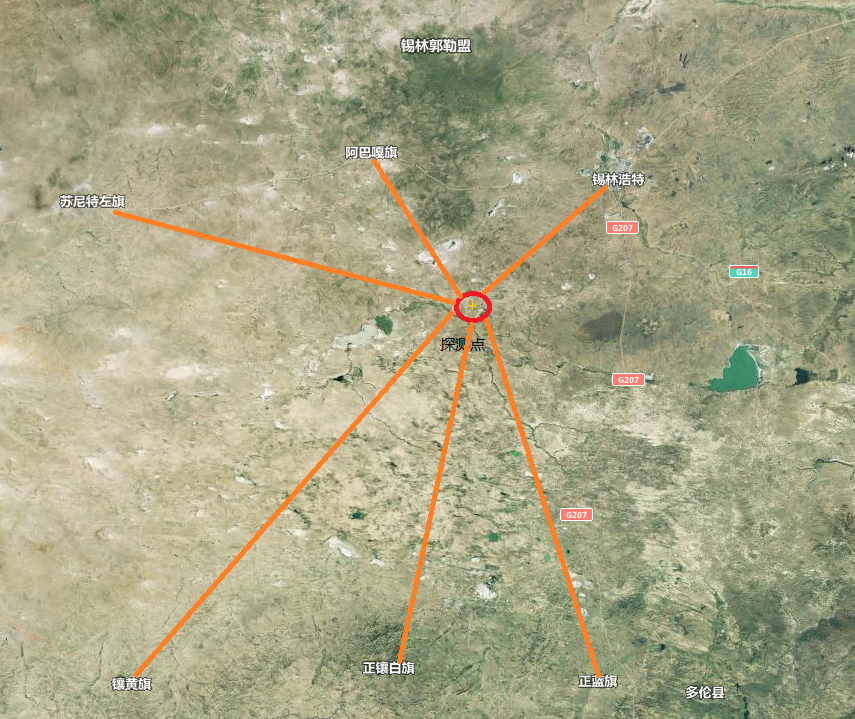 锡林郭勒盟
阿巴嘎旗
锡林浩特
苏尼特左旗
G207
G16
探测点
G207
G207
正镶白旗
正蓝旗
镶黄旗
多伦县